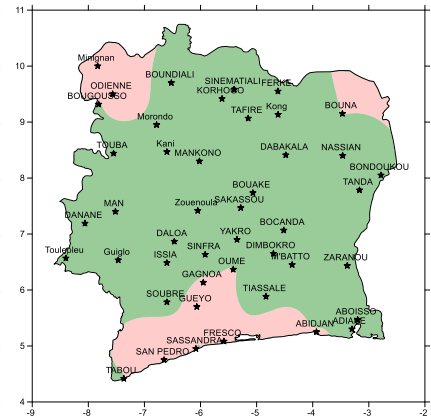 11
Minignan
10
BOUNDIALI
SINEMATIALI
FERKE
ODIENNE
KORHOGO
BOUGOUSSO
BOUNA
TAFIRE
Kong
9
Morondo
TOUBA
Kani
MANKONO
DABAKALA
NASSIAN
BONDOUKOU
8
TANDA
BOUAKE
MAN
Zouenoula
SAKASSOU
DANANE
BOCANDA
7
DALOA
YAKRO
Toulepleu
Guiglo
ISSIA
SINFRA
DIMBOKRO
M'BATTO
ZARANOU
OUME
GAGNOA
6
SOUBRE
GUEYO
TIASSALE
ABOISSO
ADIAKE
ABIDJAN
FRESCO
5
SASSANDRA
SAN PEDRO
TABOU
4
-9 -8 -7 -6 -5 -4 -3 -2